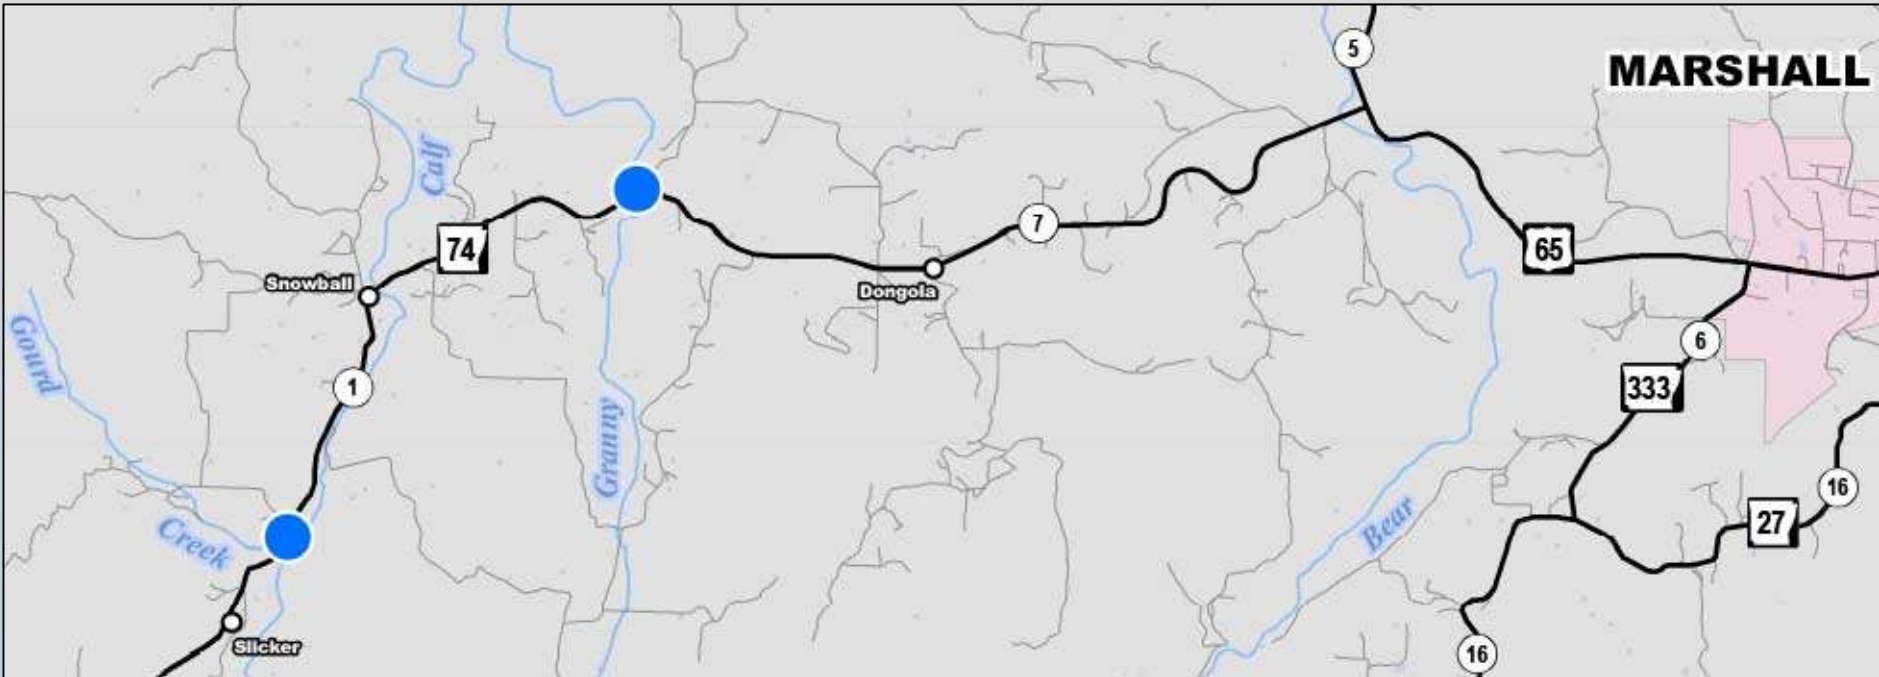 5
MARSHALL
Calf
7
74
65
Snowball
Dongola
Gourd
6
1
333
Granny
16
Bear
27
Creek
Slicker
16